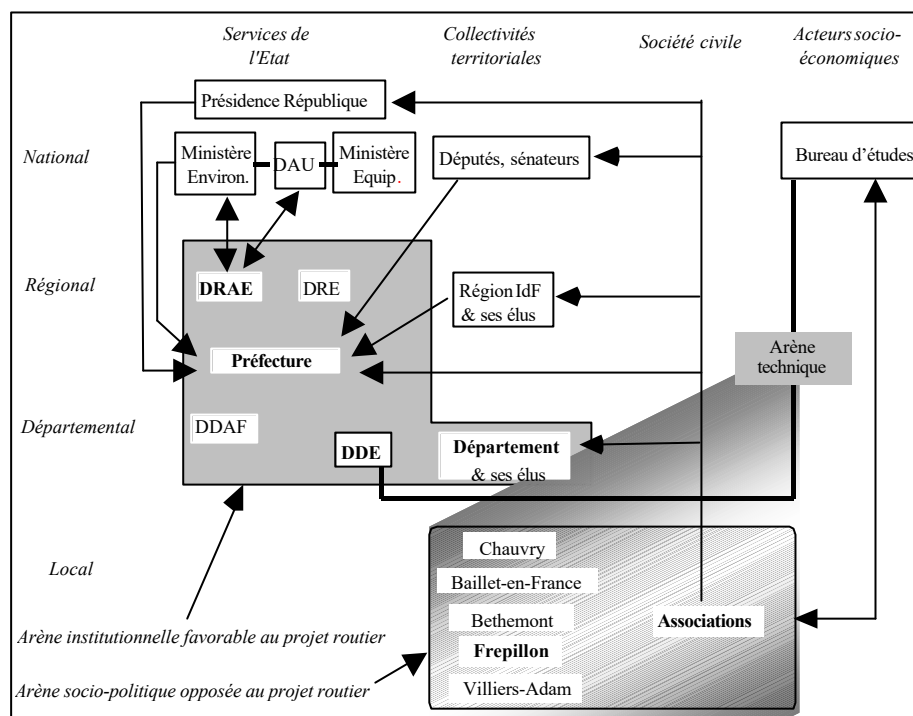 Services de
l'Etat
Collectivités
territoriales
Société civile
Acteurs socio-
économiques
Présidence République
National
Ministère
Environ.
DAU
Ministère
Equip.
Députés, sénateurs
Bureau d’études
Régional
DRAE
DRE
Région IdF
& ses élus
Arène
technique
Préfecture
Départemental
DDAF
DDE
Département
& ses élus
Local
Chauvry
Baillet-en-France
Bethemont
Associations
Frepillon
Villiers-Adam
Arène institutionnelle favorable au projet routier
Arène socio-politique opposée au projet routier